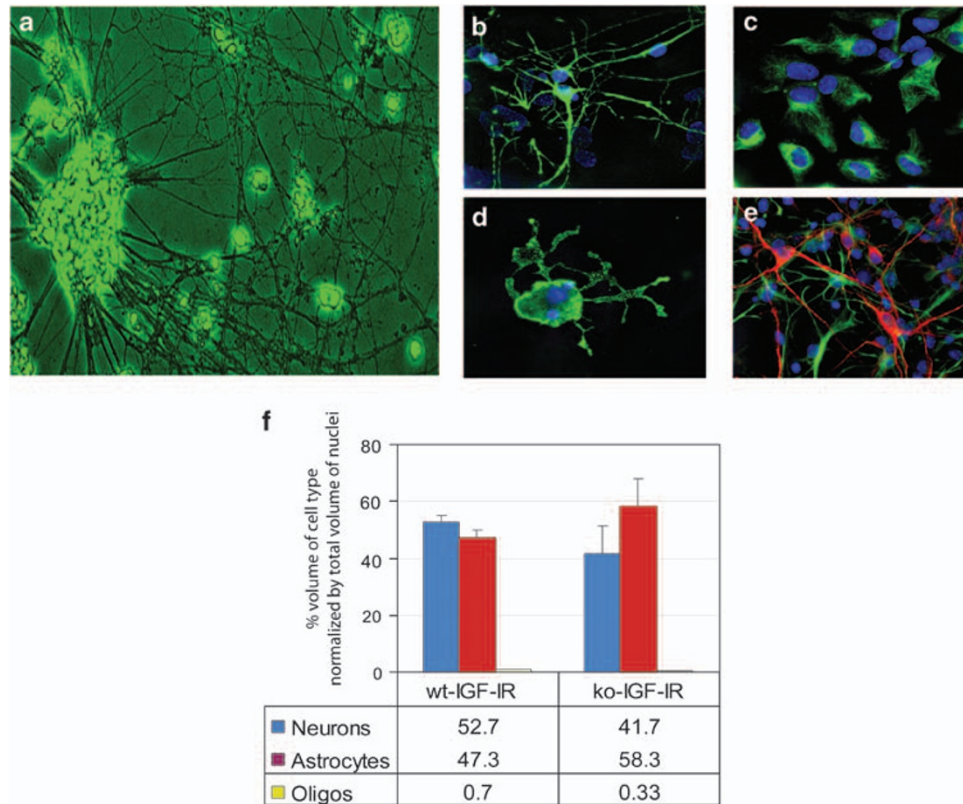 a
b
c
d
e
f
% volume of cell type
normalized by total volume of nuclei
80
60
40
20
0
wt-IGF-IR ko-IGF-IR
Neurons 52.7 41.7
Astrocytes 47.3 58.3
Oligos 0.7 0.33